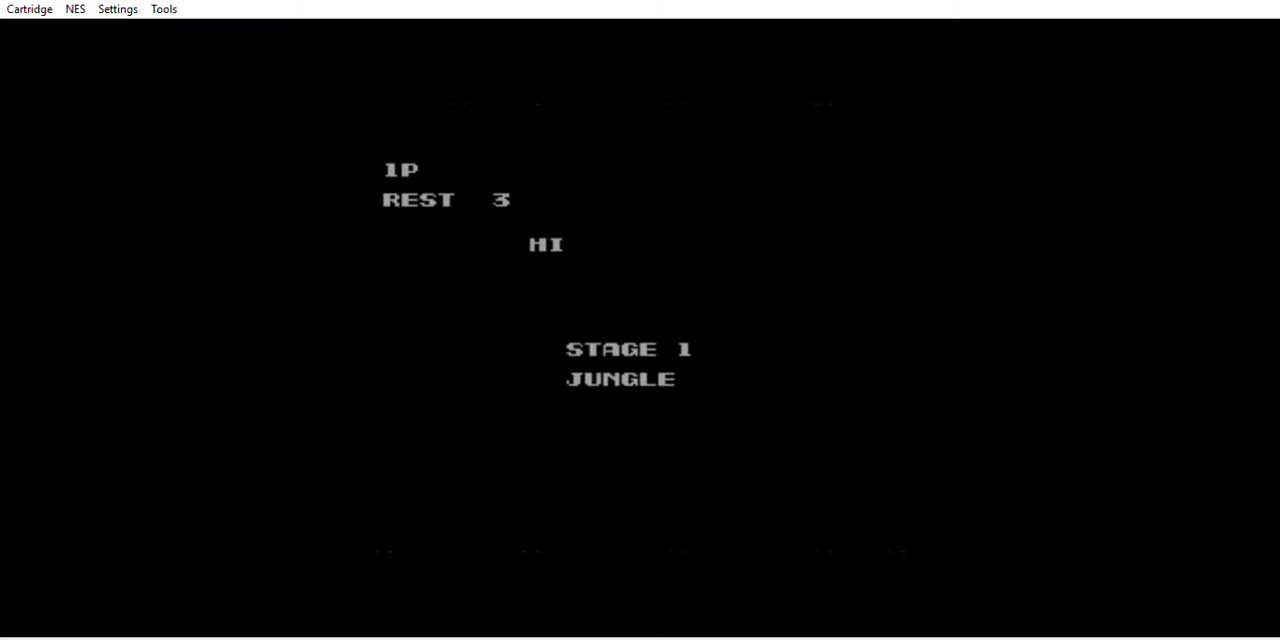 Cartridge NES Settings Tools
1P
REST 3
HI
STAGE 1
JUNGLE